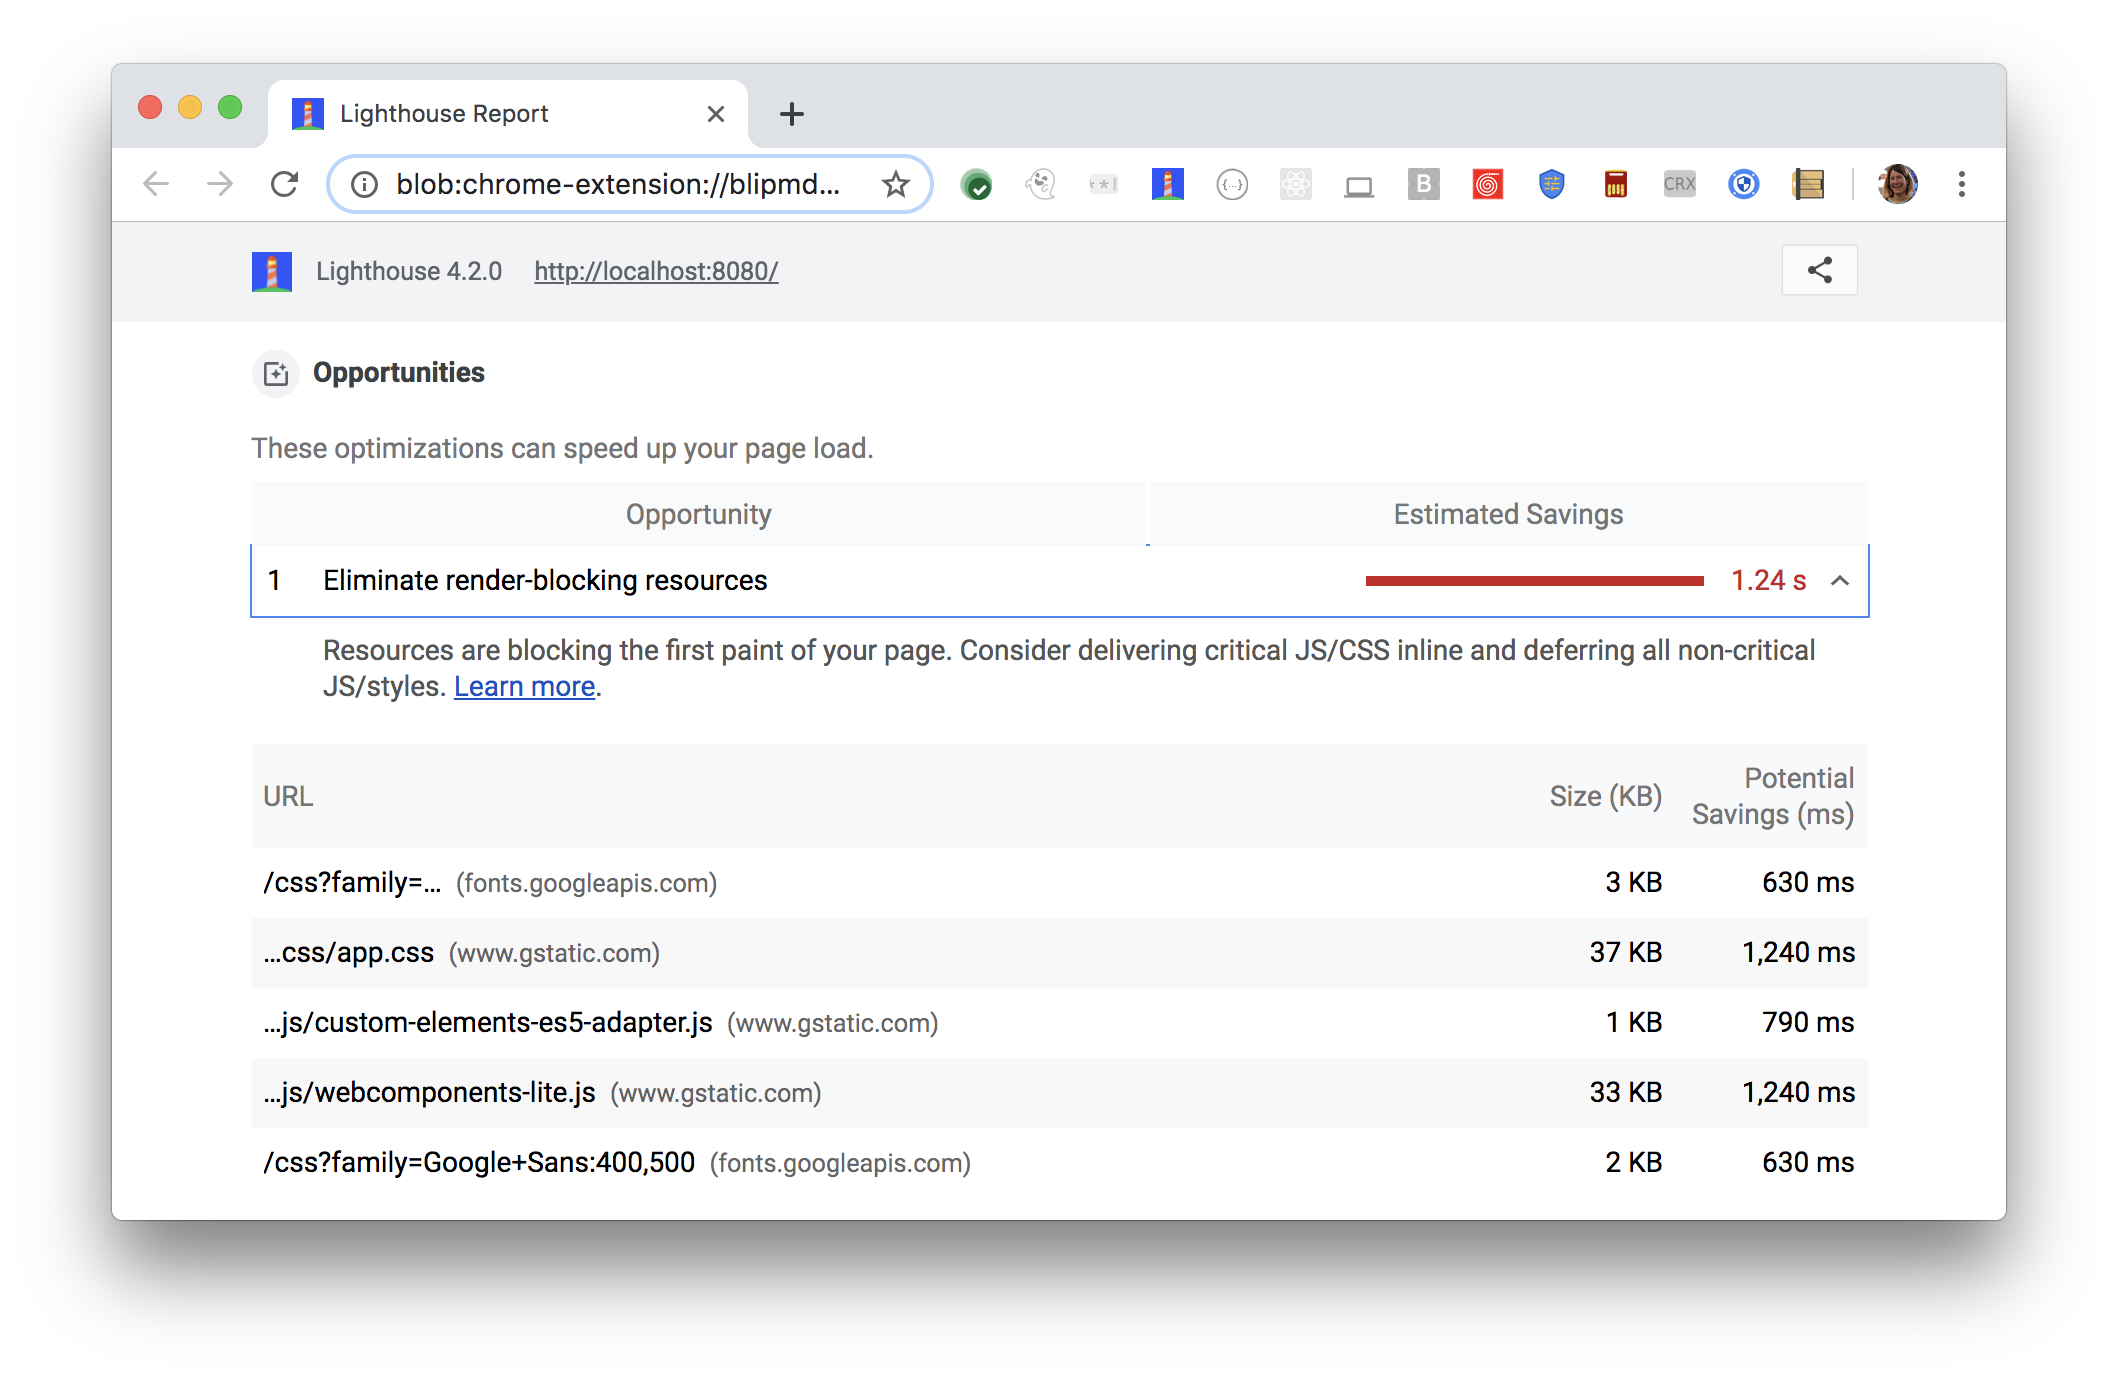 Lighthouse Report
blob:chrome-extension://blipmd...
{...}
B
CRX
Lighthouse 4.2.0 http://localhost:8080/
Opportunities
These optimizations can speed up your page load.
Opportunity Estimated Savings
1 Eliminate render-blocking resources 1.24 s
Resources are blocking the first paint of your page. Consider delivering critical JS/CSS inline and deferring all non-critical
JS/styles. Learn more.
URL Size (KB) Potential Savings (ms)
/css?family=... (fonts.googleapis.com) 3 KB 630 ms
...css/app.css (www.gstatic.com) 37 KB 1,240 ms
...js/custom-elements-es5-adapter.js (www.gstatic.com) 1 KB 790 ms
...js/webcomponents-lite.js (www.gstatic.com) 33 KB 1,240 ms
/css?family=Google+Sans:400,500 (fonts.googleapis.com) 2 KB 630 ms